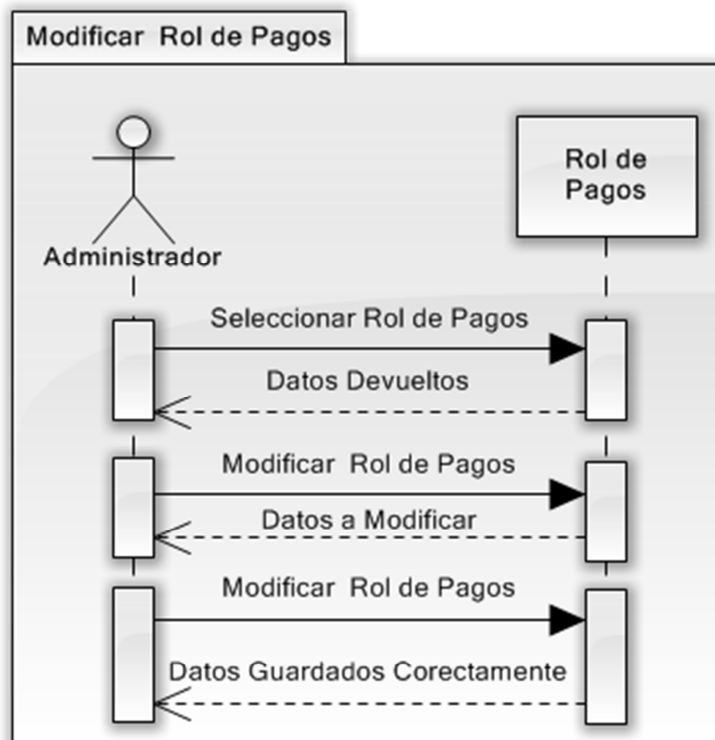 Modificar Rol de Pagos
Administrador
Rol de
Pagos
Seleccionar Rol de Pagos
Datos Devueltos
Modificar Rol de Pagos
Datos a Modificar
Modificar Rol de Pagos
Datos Guardados Corectamente